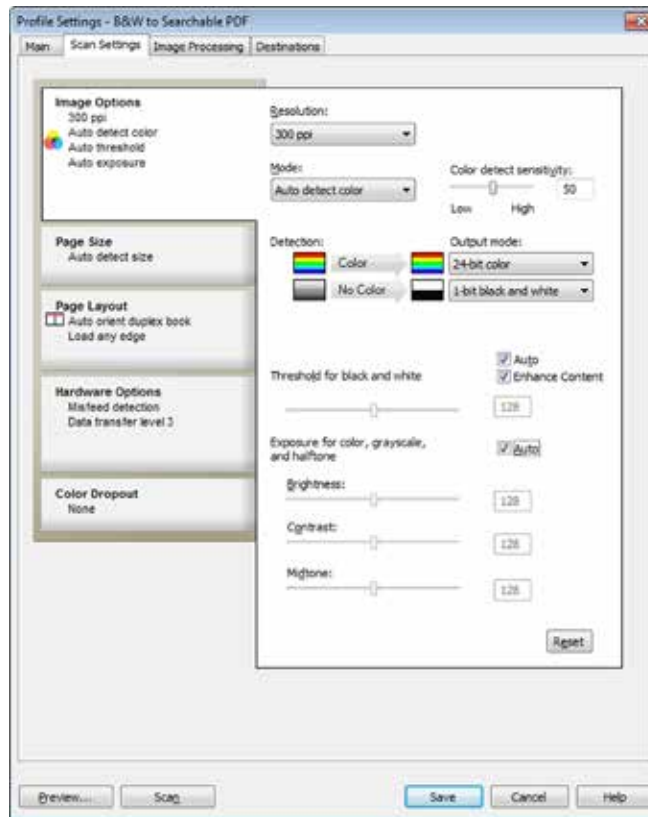 Profile Settings - B&W to Searchable PDF
Main Scan Settings Image Processing Destinations
Image Options
300 ppi
Auto detect color
Auto threshold
Auto exposure
Page Size
Auto detect size
Page Layout
Auto orient duplex book
Load any edge
Hardware Options
Misfeed detection
Data transfer level 3
Color Dropout
None
Resolution:
300 ppi
Mode:
Auto detect color
Color detect sensitivity:
50
Low High
Detection:
Output mode:
Color
24-bit color
No Color
1-bit black and white
Auto
Threshold for black and white
Enhance Content
128
Exposure for color, grayscale,
and halftone
Auto
Brightness:
128
Contrast:
128
Midtone:
128
Reset
Preview... Scan Save Cancel Help